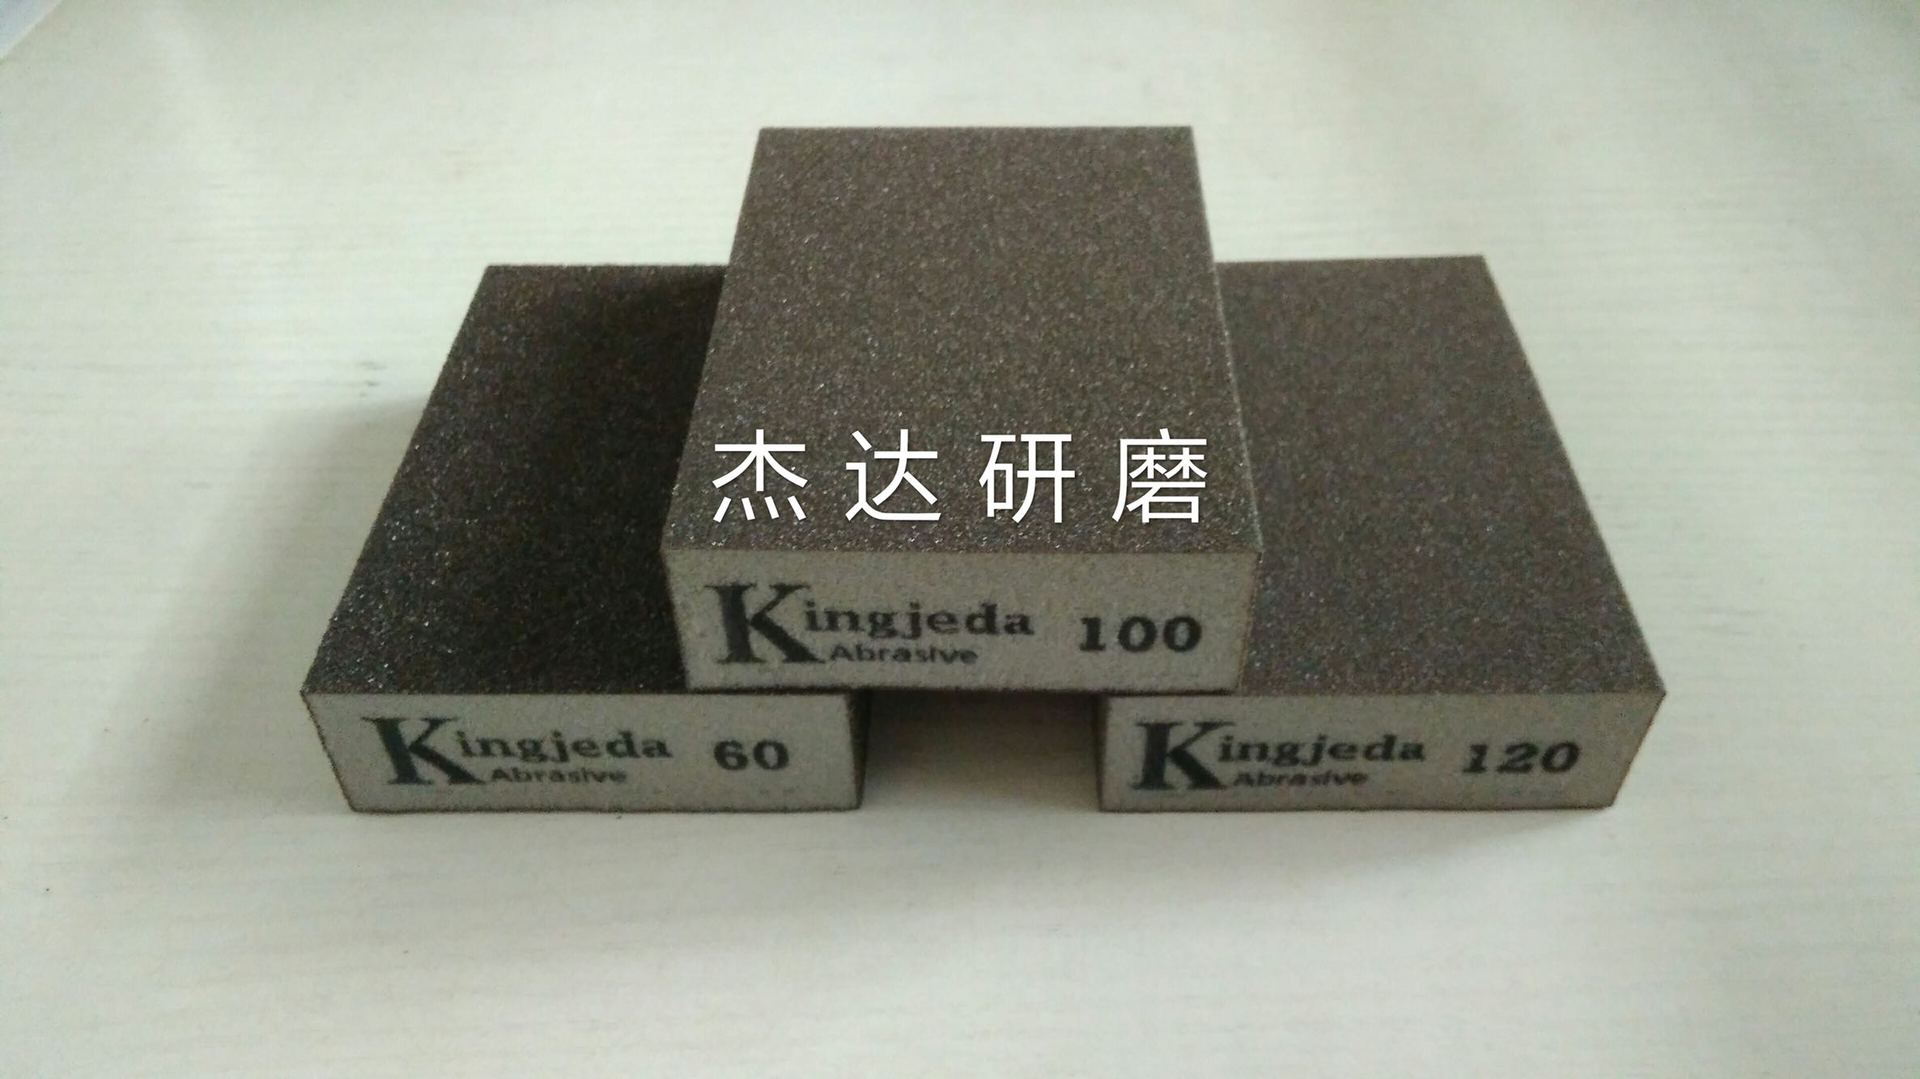 杰达研磨
Kingjeda 100
Abrasive
Kingjeda 60
Abrasive
Kingjeda 120
Abrasive